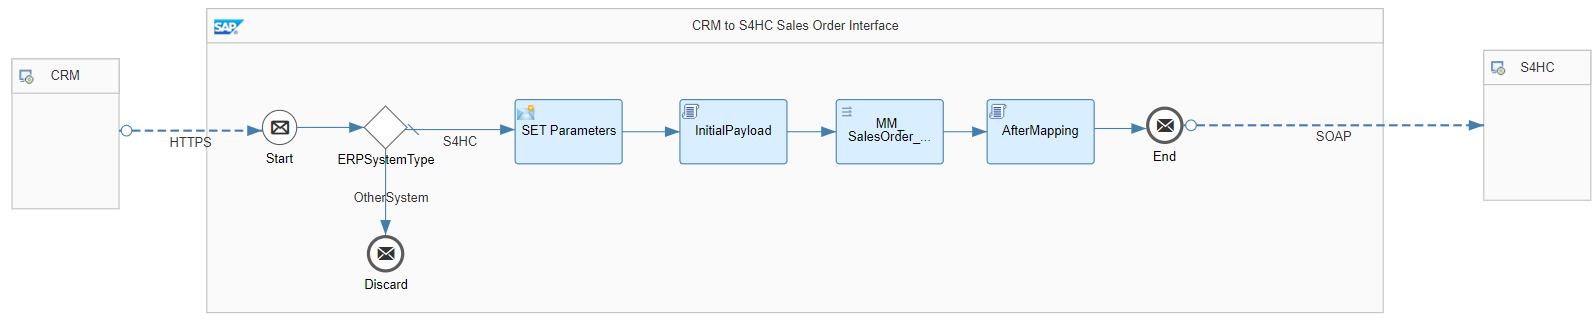 SAP
CRM to S4HC Sales Order Interface
CRM
S4HC
HTTPS
Start
ERPSystemType
S4HC
SET Parameters
InitialPayload
MM_
SalesOrder_...
AfterMapping
End
SOAP
OtherSystem
Discard